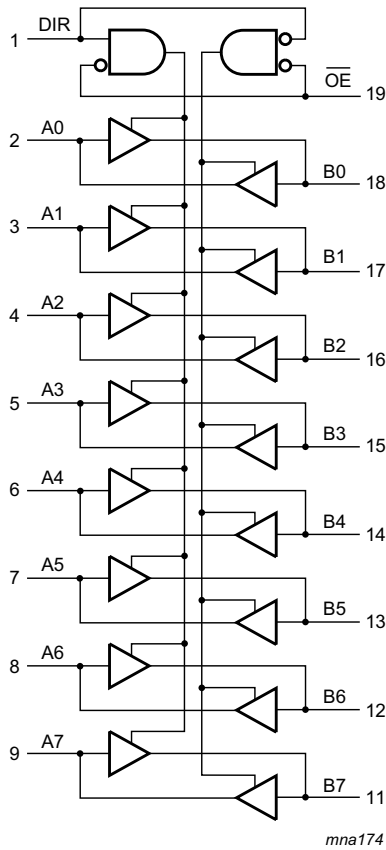 1 DIR
O̅E̅ 19
2 A0
B0 18
3 A1
B1 17
4 A2
B2 16
5 A3
B3 15
6 A4
B4 14
7 A5
B5 13
8 A6
B6 12
9 A7
B7 11
mna174